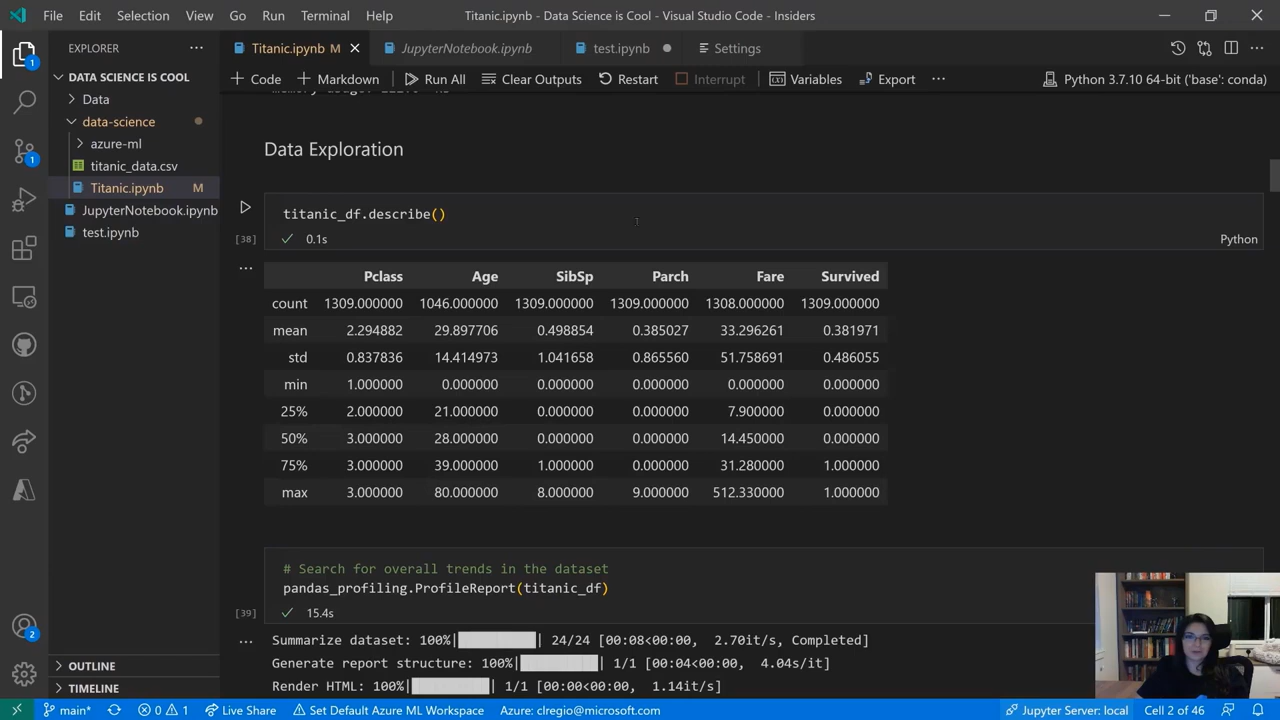 File Edit Selection View Go Run Terminal Help Titanic.ipynb - Data Science is Cool - Visual Studio Code - Insiders
EXPLORER
Titanic.ipynb M JupyterNotebook.ipynb test.ipynb Settings
DATA SCIENCE IS COOL
Code Markdown Run All Clear Outputs Restart Interrupt Variables Export Python 3.7.10 64-bit ('base': conda)
Data
data-science
azure-ml
titanic_data.csv
Titanic.ipynb M
JupyterNotebook.ipynb
test.ipynb
OUTLINE
TIMELINE
1
1
2
Data Exploration
titanic_df.describe()
[38] 0.1s Python
Pclass Age SibSp Parch Fare Survived
count 1309.000000 1046.000000 1309.000000 1309.000000 1308.000000 1309.000000
mean 2.294882 29.897706 0.498854 0.385027 33.296261 0.381971
std 0.837836 14.414973 1.041658 0.865560 51.758691 0.486055
min 1.000000 0.000000 0.000000 0.000000 0.000000 0.000000
25% 2.000000 21.000000 0.000000 0.000000 7.900000 0.000000
50% 3.000000 28.000000 0.000000 0.000000 14.450000 0.000000
75% 3.000000 39.000000 1.000000 0.000000 31.280000 1.000000
max 3.000000 80.000000 8.000000 9.000000 512.330000 1.000000
# Search for overall trends in the dataset
pandas_profiling.ProfileReport(titanic_df)
[39] 15.4s
Summarize dataset: 100%| | 24/24 [00:08<00:00, 2.70it/s, Completed]
Generate report structure: 100%| | 1/1 [00:04<00:00, 4.04s/it]
Render HTML: 100%| | 1/1 [00:00<00:00, 1.14it/s]
main* 0 1 Live Share Set Default Azure ML Workspace Azure: clregio@microsoft.com Jupyter Server: local Cell 2 of 46